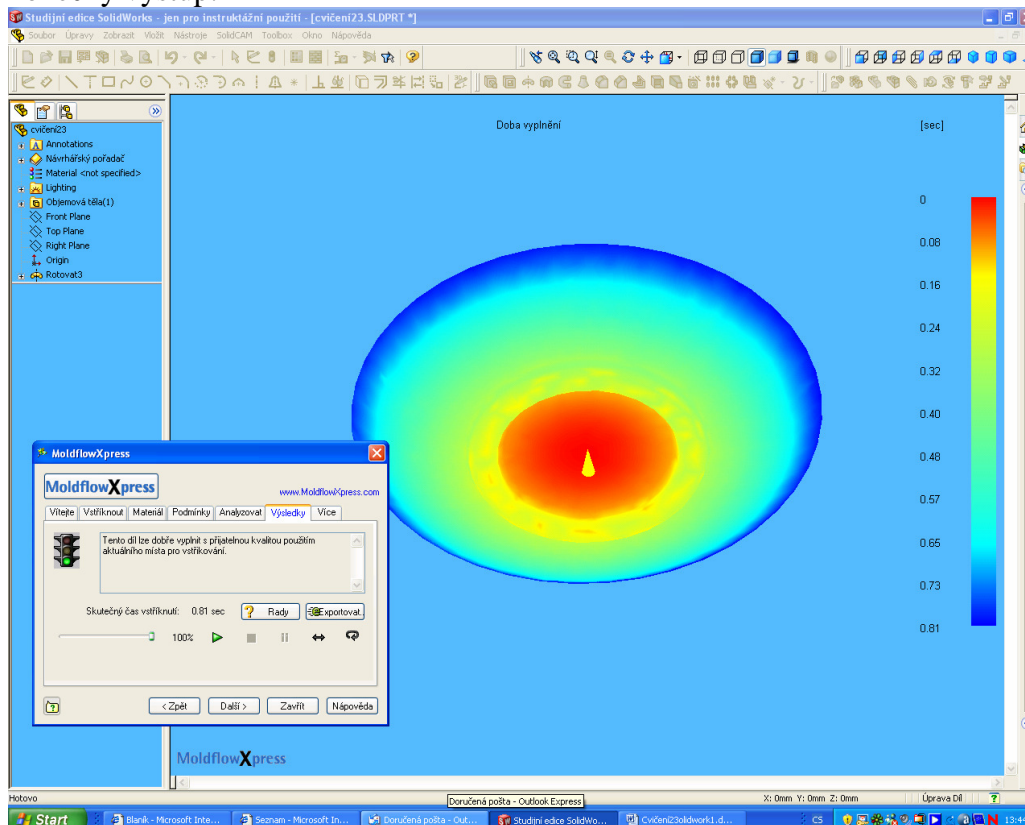 Studijní edice SolidWorks - jen pro instruktážní použití - [cvičení23.SLDPRT *]
Soubor Úpravy Zobrazit Vložit Nástroje SolidCAM Toolbox Okno Nápověda
cvičení23
Annotations
Návrhářský pořadač
Material <not specified>
Lighting
Objemová těla(1)
Front Plane
Top Plane
Right Plane
Origin
Rotovat3
Doba vyplnění
[sec]
0
0.08
0.16
0.24
0.32
0.40
0.48
0.57
0.65
0.73
0.81
MoldflowXpress
MoldflowXpress
www.MoldflowXpress.com
Vítejte Vstříknout Materiál Podmínky Analyzovat Výsledky Více
Tento díl lze dobře vyplnit s přijatelnou kvalitou použitím
aktuálního místa pro vstřikování.
Skutečný čas vstříknutí: 0.81 sec Rady Exportovat.
100%
< Zpět Další > Zavřít Nápověda
MoldflowXpress
Hotovo
Doručená pošta - Outlook Express
X: 0mm Y: 0mm Z: 0mm Úprava Díl
Start Blaník - Microsoft Inte... Seznam - Microsoft In... Doručená pošta - Out... Studijní edice SolidWo... Cvičení23olidwork1.d... CS 13:44